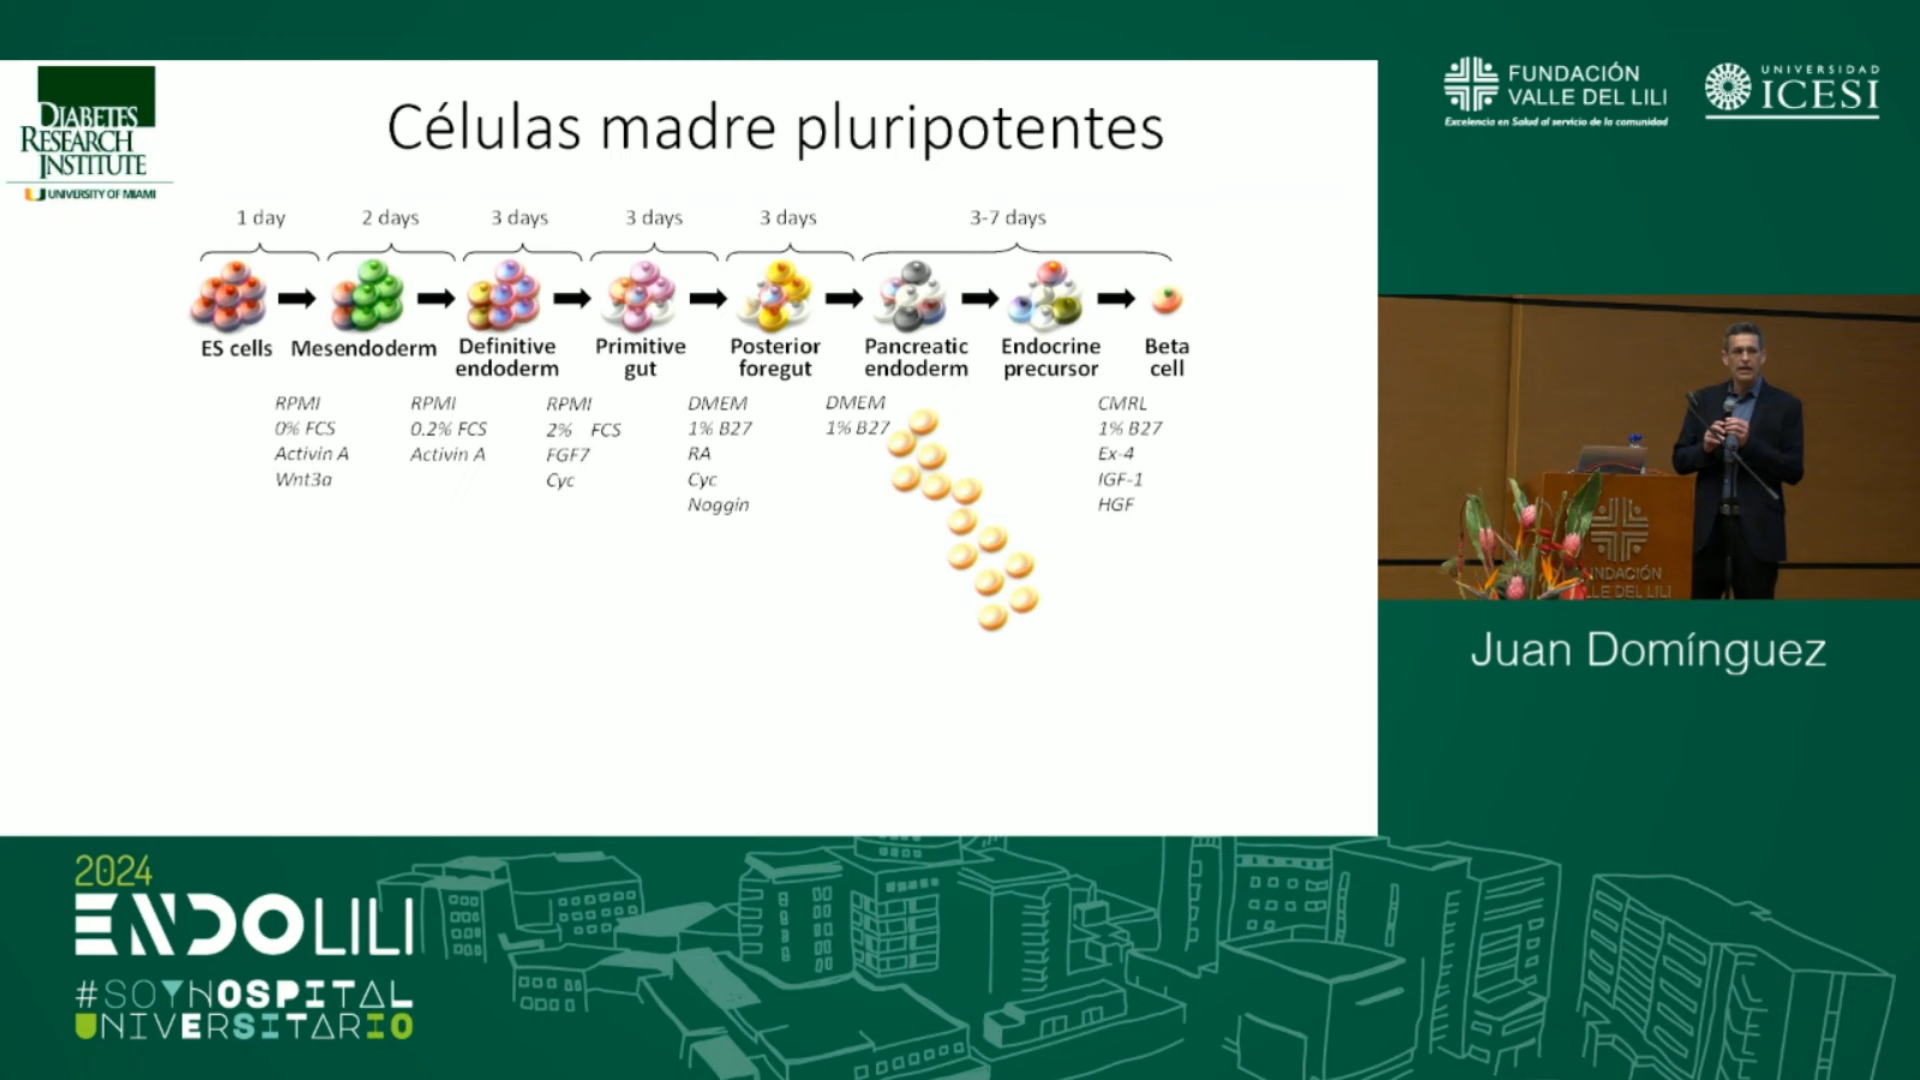 DIABETES
RESEARCH
INSTITUTE
UNIVERSITY OF MIAMI
Células madre pluripotentes
1 day
2 days
3 days
3 days
3 days
3-7 days
ES cells
Mesendoderm
Definitive
endoderm
Primitive
gut
Posterior
foregut
Pancreatic
endoderm
Endocrine
precursor
Beta
cell
RPMI
0% FCS
Activin A
Wnt3a
RPMI
0.2% FCS
Activin A
RPMI
2% FCS
FGF7
Cyc
DMEM
1% B27
RA
Cyc
Noggin
DMEM
1% B27
CMRL
1% B27
Ex-4
IGF-1
HGF
FUNDACIÓN
VALLE DEL LILI
Excelencia en Salud al servicio de la comunidad
UNIVERSIDAD
ICESI
NDACIÓN
LLE DEL LILI
Juan Domínguez
2024
ENDOLILI
#SOYHOSPITAL
UNIVERSITARIO